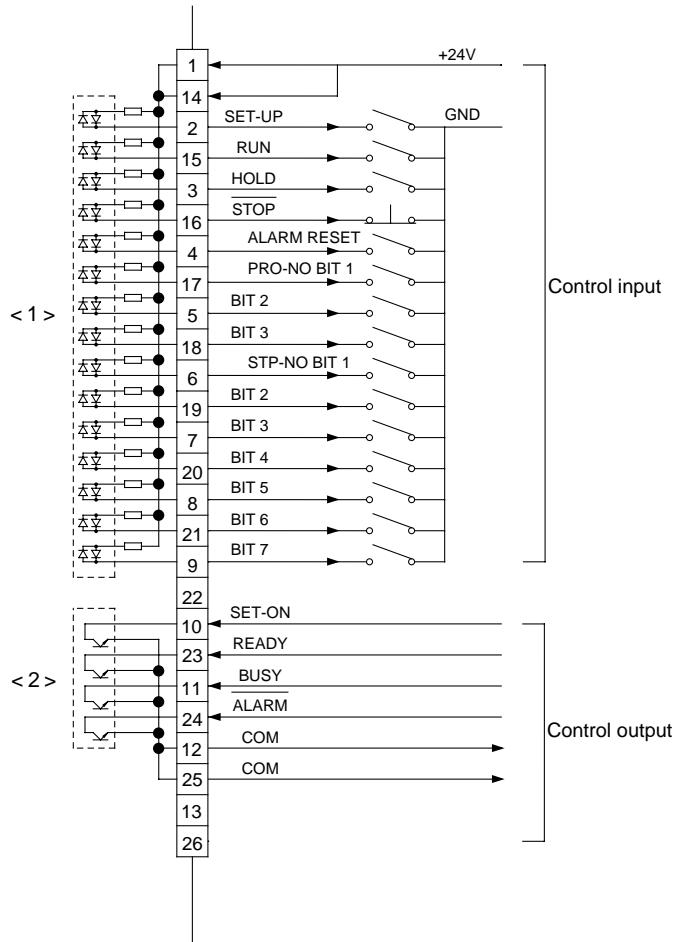 1 +24V
14
2 SET-UP GND
15 RUN
3 HOLD
16 STOP
4 ALARM RESET
17 PRO-NO BIT 1
Control input
< 1 >
5 BIT 2
18 BIT 3
6 STP-NO BIT 1
19 BIT 2
7 BIT 3
20 BIT 4
8 BIT 5
21 BIT 6
9 BIT 7
22
10 SET-ON
23 READY
< 2 >
11 BUSY
24 ALARM
Control output
12 COM
25 COM
13
26